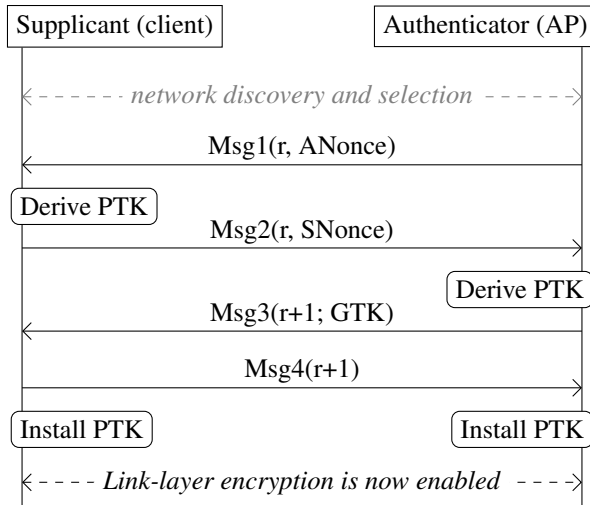 Supplicant (client)
Authenticator (AP)
network discovery and selection
Msg1(r, ANonce)
Derive PTK
Msg2(r, SNonce)
Derive PTK
Msg3(r+1; GTK)
Msg4(r+1)
Install PTK
Install PTK
Link-layer encryption is now enabled